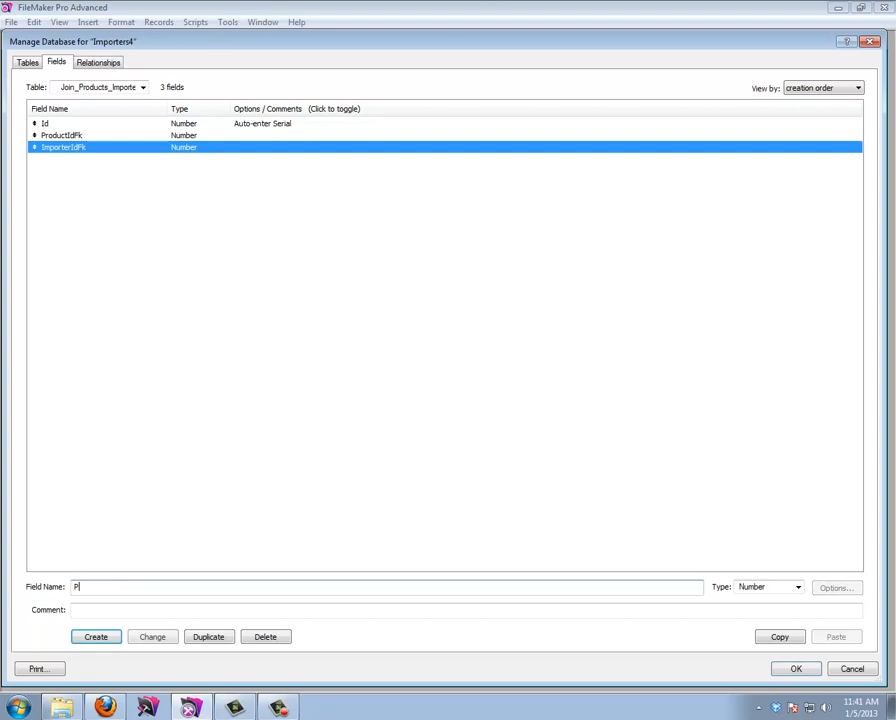 FileMaker Pro Advanced
File Edit View Insert Format Records Scripts Tools Window Help
Manage Database for "Importers4"
Tables Fields Relationships
Table: Join_Products_Importe 3 fields View by: creation order
Field Name Type Options / Comments (Click to toggle)
Id Number Auto-enter Serial
ProductIdFk Number
ImporterIdFk Number
Field Name: P Type: Number Options...
Comment:
Create Change Duplicate Delete Copy Paste
Print... OK Cancel
11:41 AM
1/5/2013